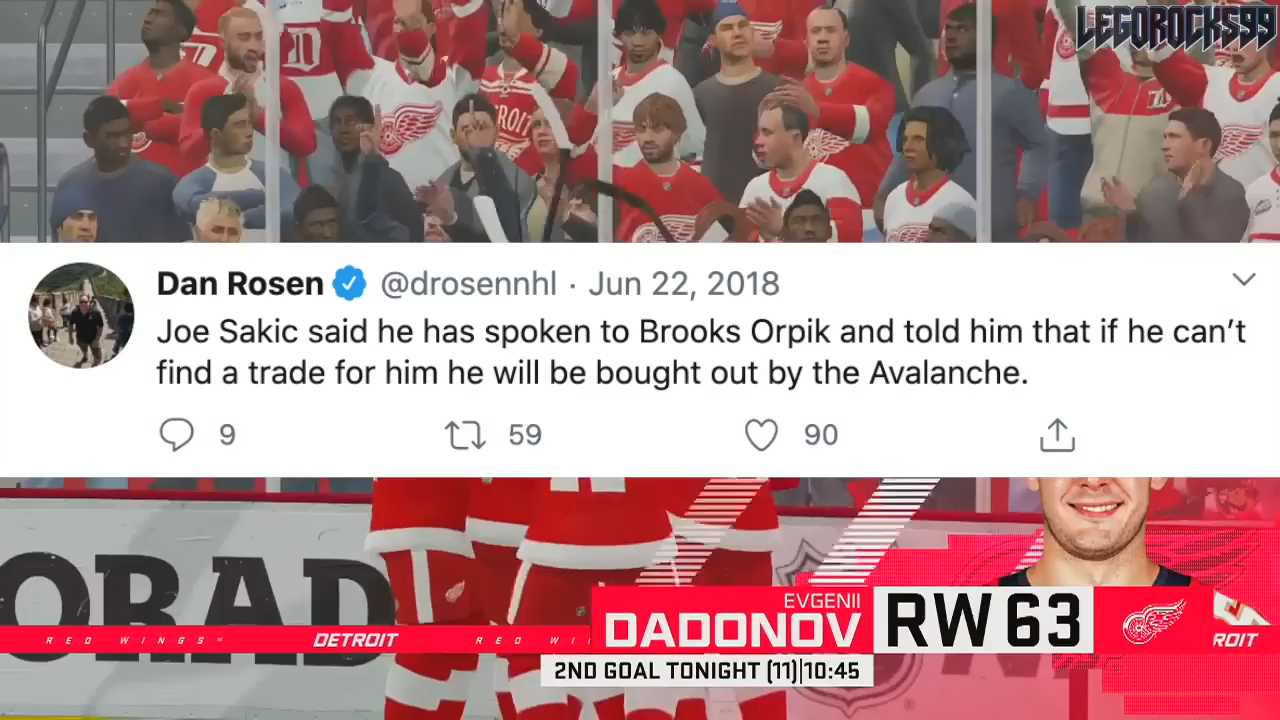 LEGOROCKS99
Dan Rosen @drosennhl · Jun 22, 2018
Joe Sakic said he has spoken to Brooks Orpik and told him that if he can’t
find a trade for him he will be bought out by the Avalanche.
9 59 90
ORAD
EVGENII
DADONOV RW 63
RED WINGS DETROIT RED WI ROIT
2ND GOAL TONIGHT (11)|10:45